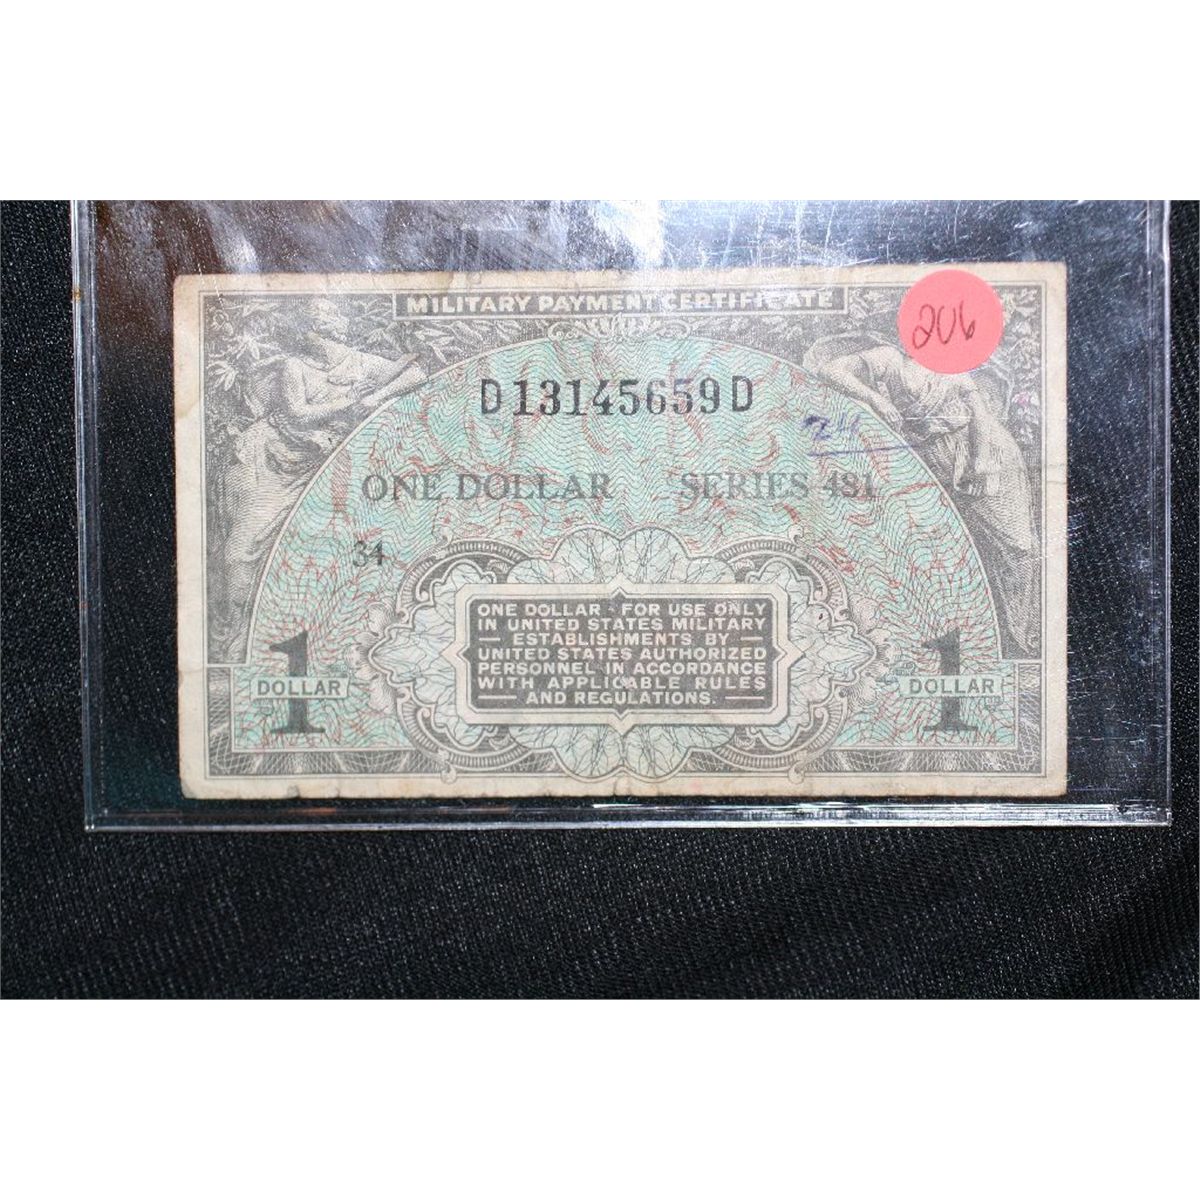 MILITARY PAYMENT CERTIFICATE
206
D13145659D
ONE DOLLAR SERIES 481
34
ONE DOLLAR - FOR USE ONLY
IN UNITED STATES MILITARY
— ESTABLISHMENTS BY —
UNITED STATES AUTHORIZED
PERSONNEL, IN ACCORDANCE
WITH APPLICABLE RULES
— AND REGULATIONS. —
1 DOLLAR
1 DOLLAR